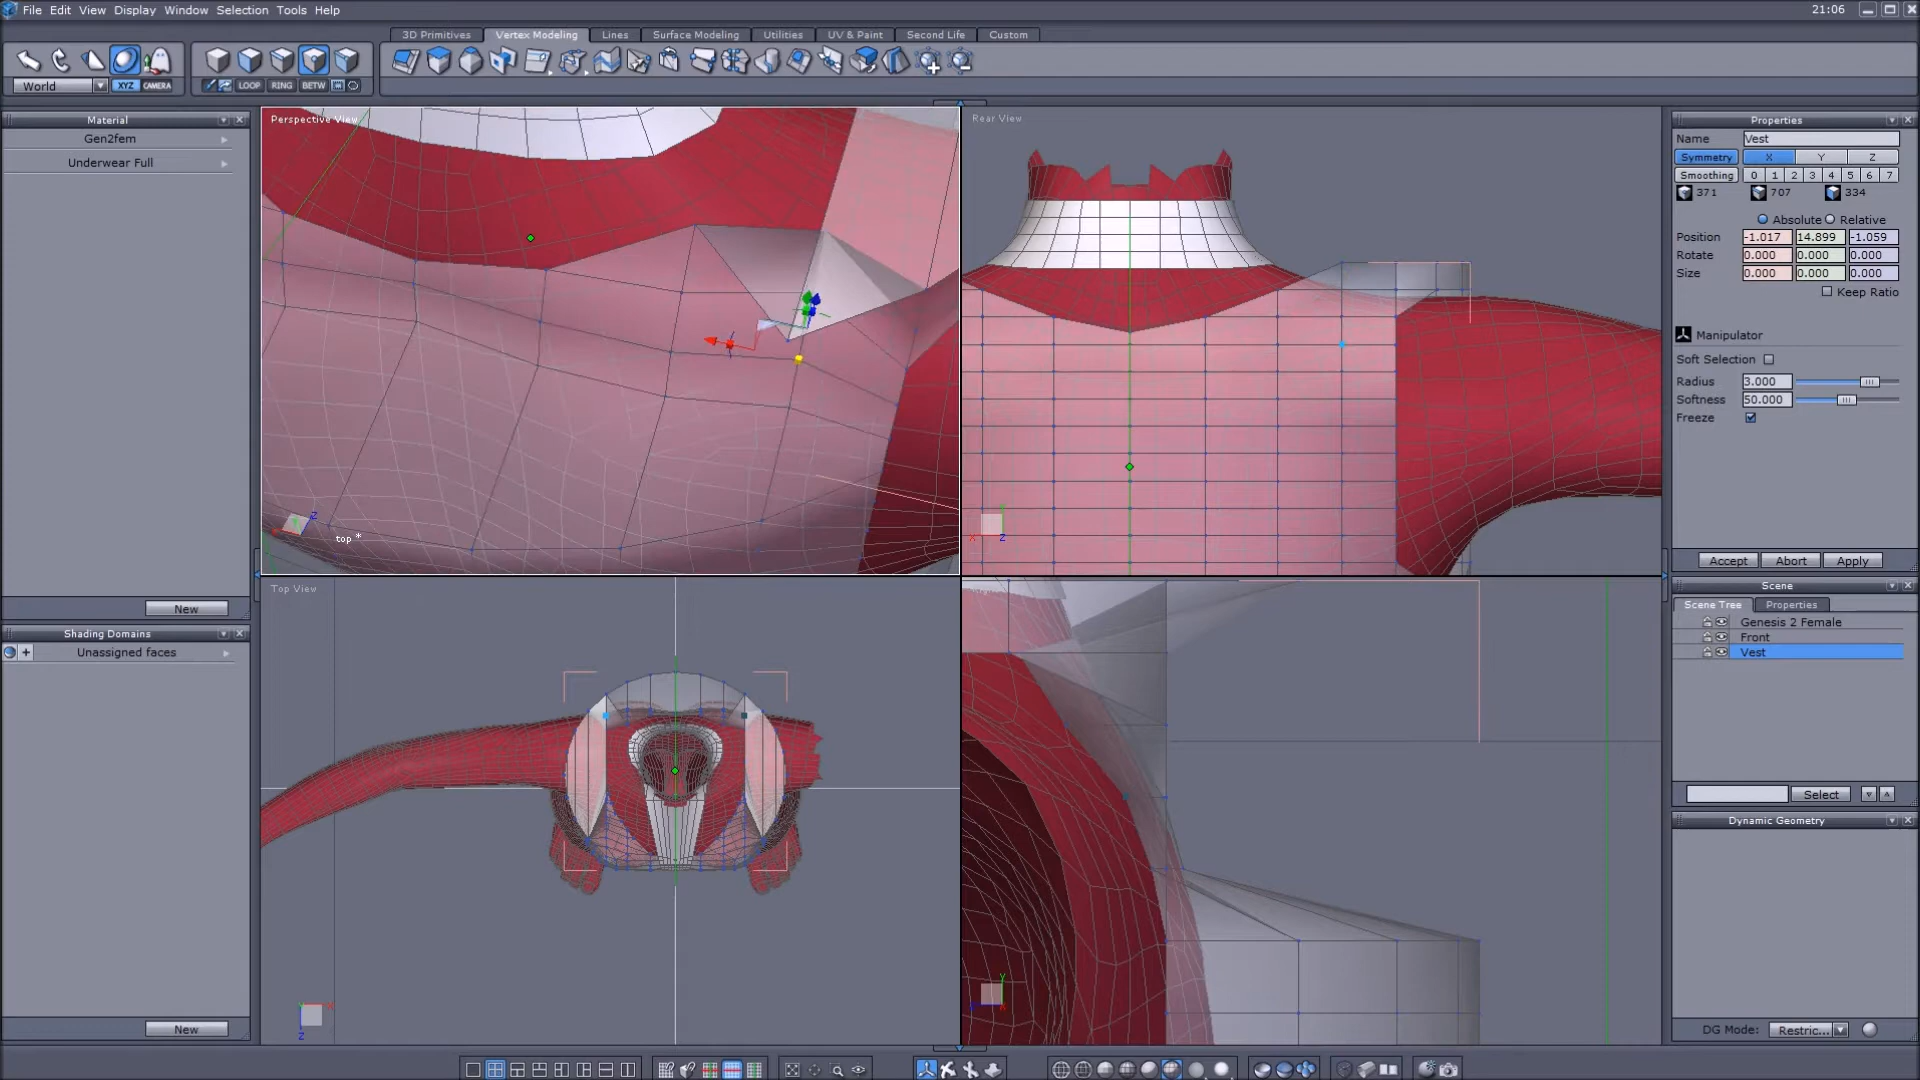 File Edit View Display Window Selection Tools Help
21:06
3D Primitives Vertex Modeling Lines Surface Modeling Utilities UV & Paint Second Life Custom
World XYZ CAMERA LOOP RING BETW
Material
Gen2fem
Underwear Full
New
Shading Domains
Unassigned faces
New
Perspective View
top *
Z
Rear View
X Z
Top View
Z
Y
Properties
Name Vest
Symmetry X Y Z
Smoothing 0 1 2 3 4 5 6 7
371 707 334
Absolute Relative
Position -1.017 14.899 -1.059
Rotate 0.000 0.000 0.000
Size 0.000 0.000 0.000
Keep Ratio
Manipulator
Soft Selection
Radius 3.000
Softness 50.000
Freeze
Accept Abort Apply
Scene
Scene Tree Properties
Genesis 2 Female
Front
Vest
Select
Dynamic Geometry
DG Mode: Restric...